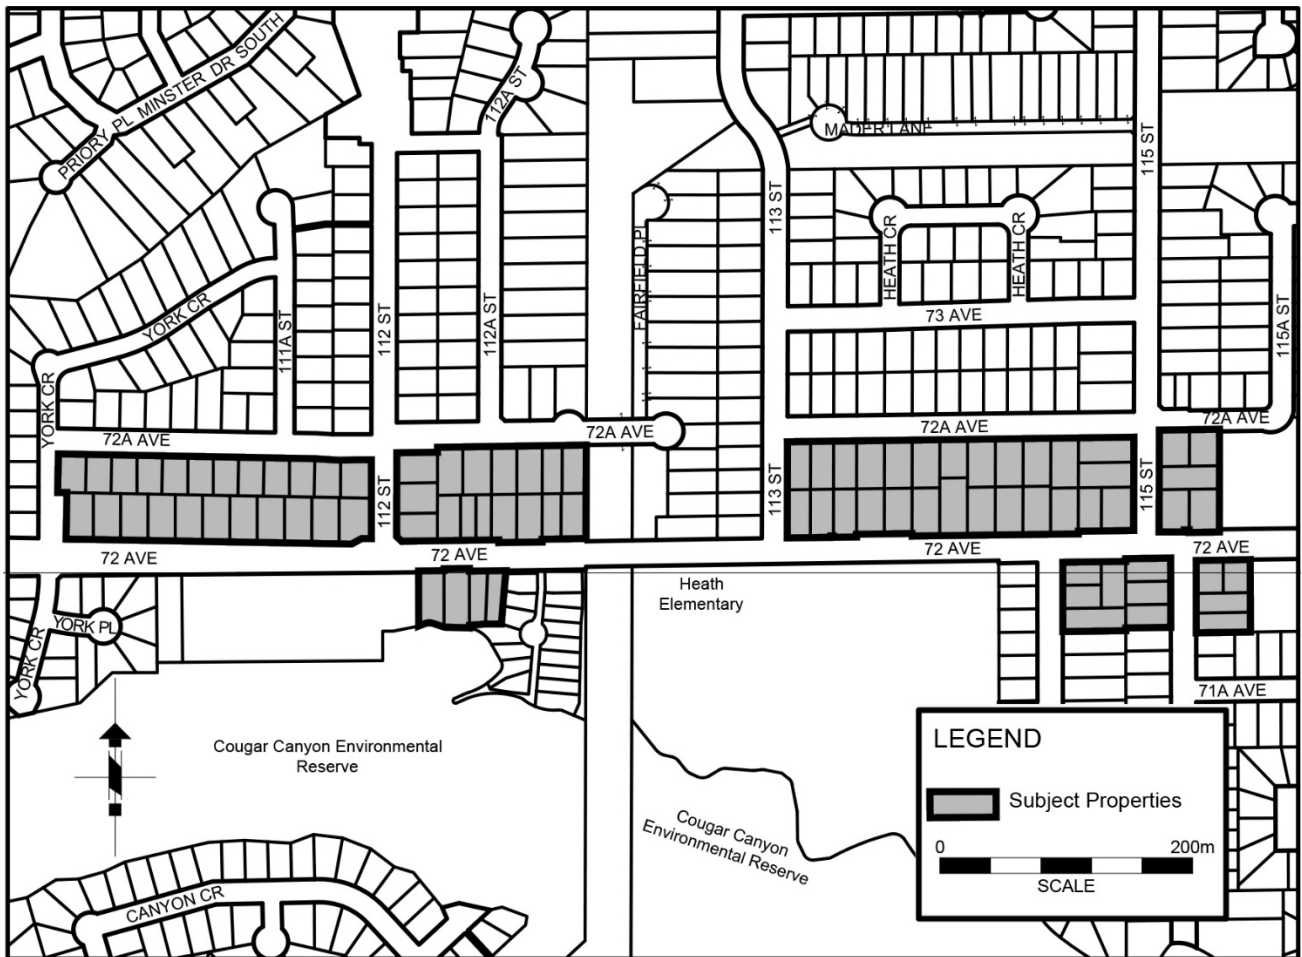 PRIORY PL
MINSTER DR SOUTH
112A ST
MADER LANE
115 ST
113 ST
FAIRFIELD PL
HEATH CR
HEATH CR
YORK CR
111A ST
112 ST
112A ST
73 AVE
115A ST
YORK CR
72A AVE
72A AVE
72A AVE
72A AVE
112 ST
113 ST
115 ST
72 AVE
72 AVE
72 AVE
72 AVE
Heath
Elementary
YORK PL
YORK CR
71A AVE
Cougar Canyon Environmental
Reserve
Cougar Canyon
Environmental Reserve
CANYON CR
LEGEND
Subject Properties
0
200m
SCALE